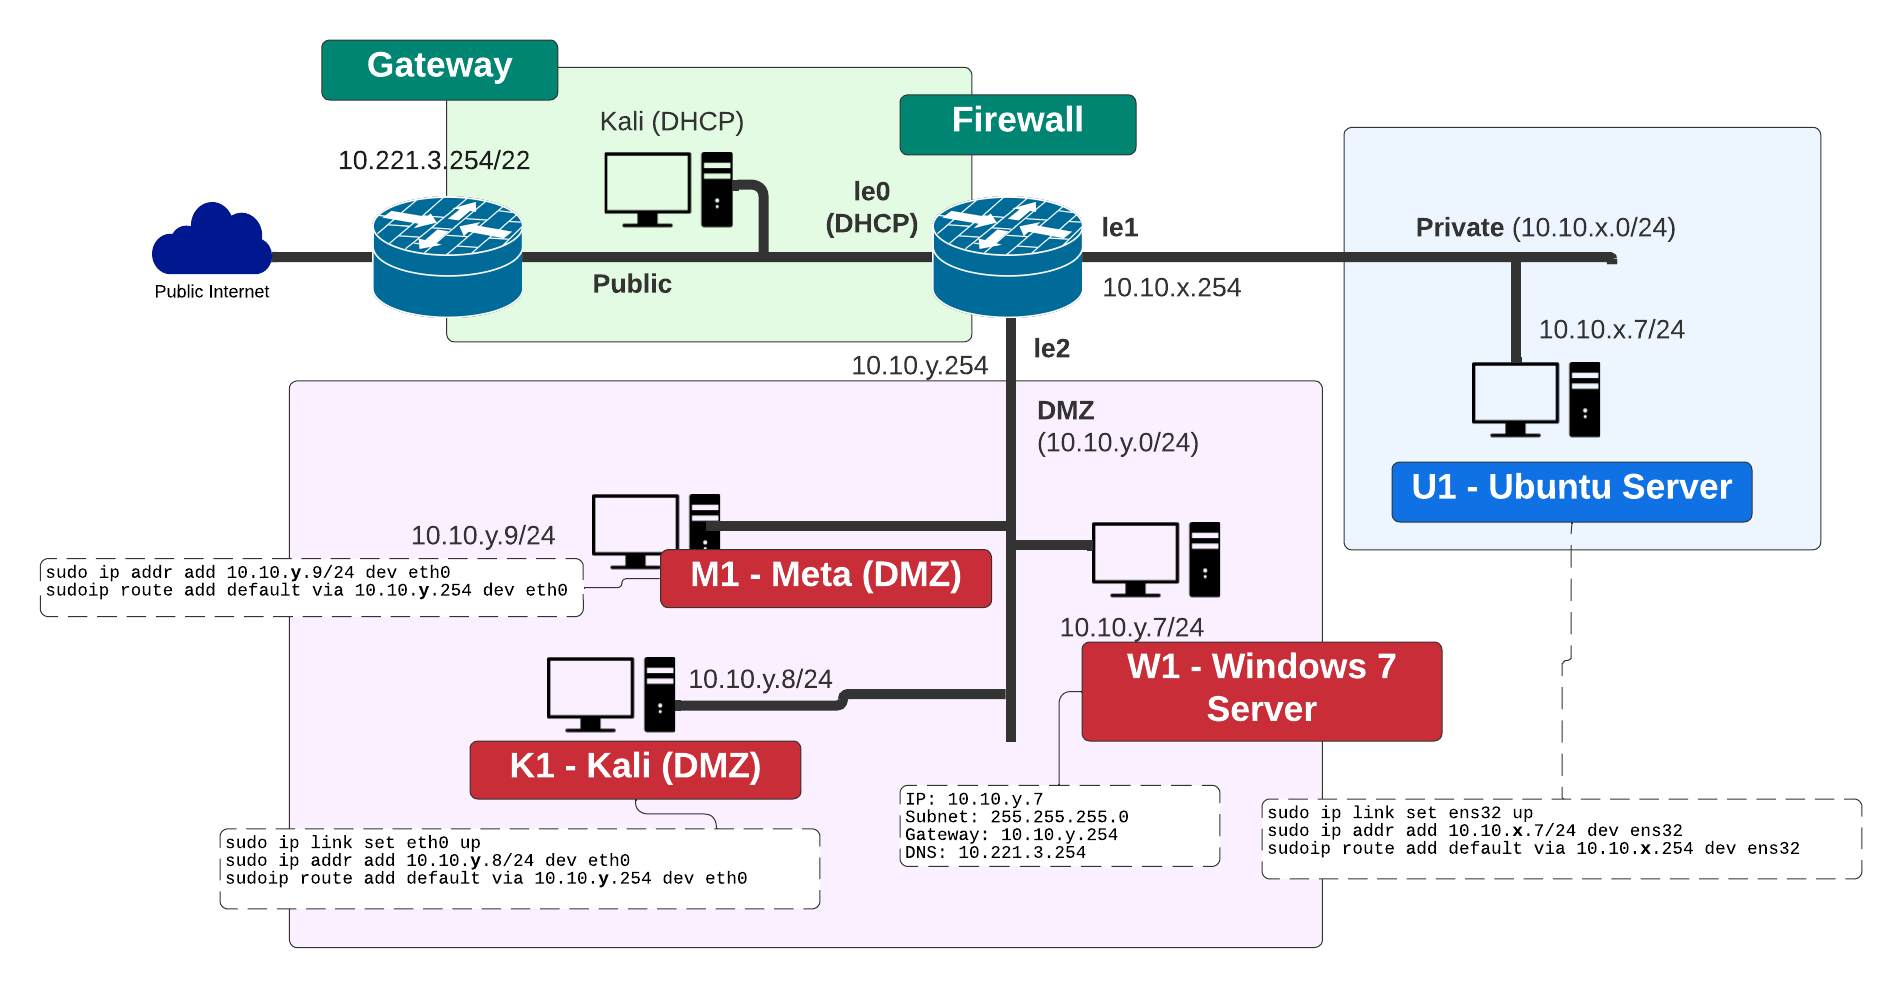 Gateway
Kali (DHCP)
Firewall
10.221.3.254/22
le0
(DHCP)
le1
Private (10.10.x.0/24)
Public Internet
Public
10.10.x.254
10.10.x.7/24
le2
10.10.y.254
DMZ
(10.10.y.0/24)
U1 - Ubuntu Server
10.10.y.9/24
sudo ip addr add 10.10.y.9/24 dev eth0
sudoip route add default via 10.10.y.254 dev eth0
M1 - Meta (DMZ)
10.10.y.7/24
W1 - Windows 7
Server
10.10.y.8/24
K1 - Kali (DMZ)
IP: 10.10.y.7
Subnet: 255.255.255.0
Gateway: 10.10.y.254
DNS: 10.221.3.254
sudo ip link set ens32 up
sudo ip addr add 10.10.x.7/24 dev ens32
sudoip route add default via 10.10.x.254 dev ens32
sudo ip link set eth0 up
sudo ip addr add 10.10.y.8/24 dev eth0
sudoip route add default via 10.10.y.254 dev eth0